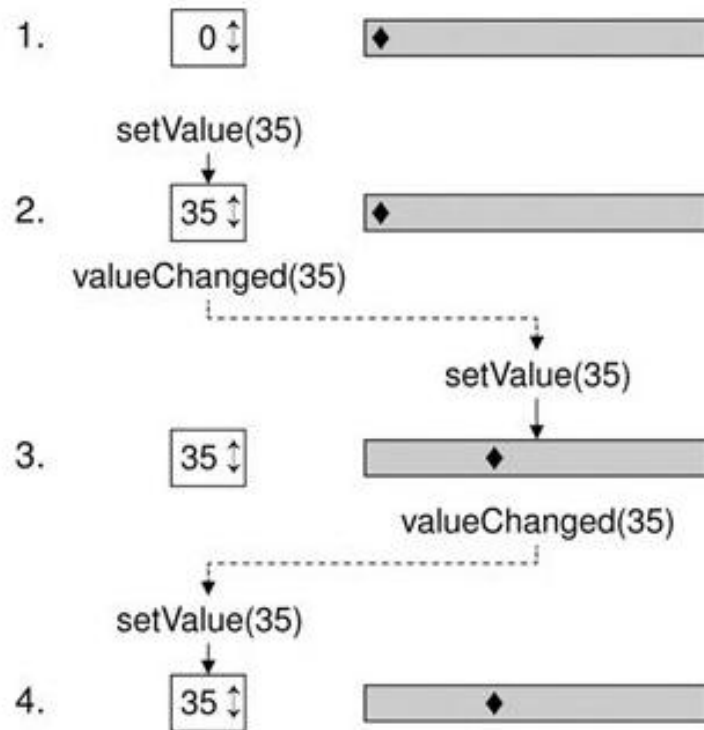 1. 0
setValue(35)
2. 35
valueChanged(35)
setValue(35)
3. 35
valueChanged(35)
setValue(35)
4. 35